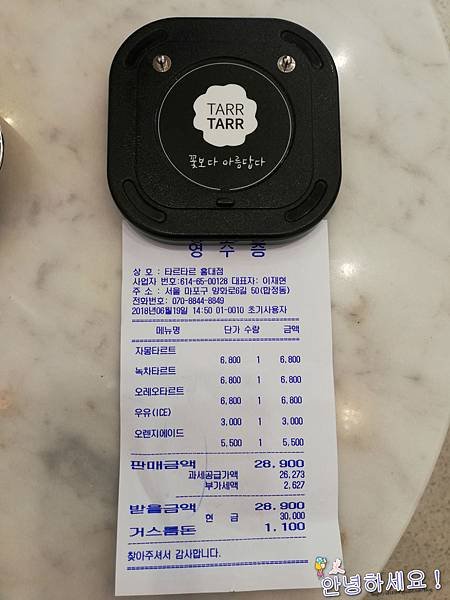 TARR
TARR
꽃보다 아름답다
영 수 증
상 호 : 타르타르 홍대점
사업자 번호:614-65-00128 대표자: 이재현
주 소 : 서울 마포구 양화로6길 50(합정동)
전화번호: 070-8844-8849
2018년06월19일 14:50 01-0010 초기사용자
메뉴명 단가 수량 금액
자몽타르트
6,800 1 6,800
녹차타르트
6,800 1 6,800
오레오타르트
6,800 1 6,800
우유(ICE)
3,000 1 3,000
오렌지에이드
5,500 1 5,500
판매금액 28,900
과세공급가액 26,273
부가세액 2,627
받을금액 28,900
현 금 30,000
거스름돈 1,100
찾아주셔서 감사합니다.
안녕하세요!